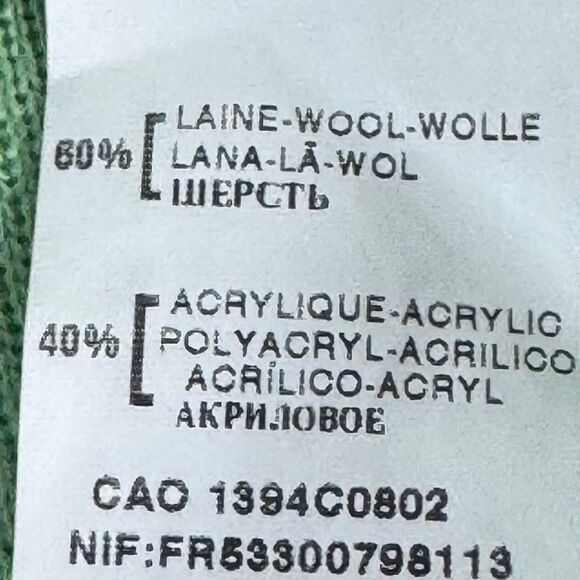 60% LAINE-WOOL-WOLLE
LANA-LÃ-WOL
ШЕРСТЬ
40% ACRYLIQUE-ACRYLIC
POLYACRYL-ACRILICO
ACRÍLICO-ACRYL
АКРИЛОВОЕ
CAO 1394C0802
NIF:FR53300798113